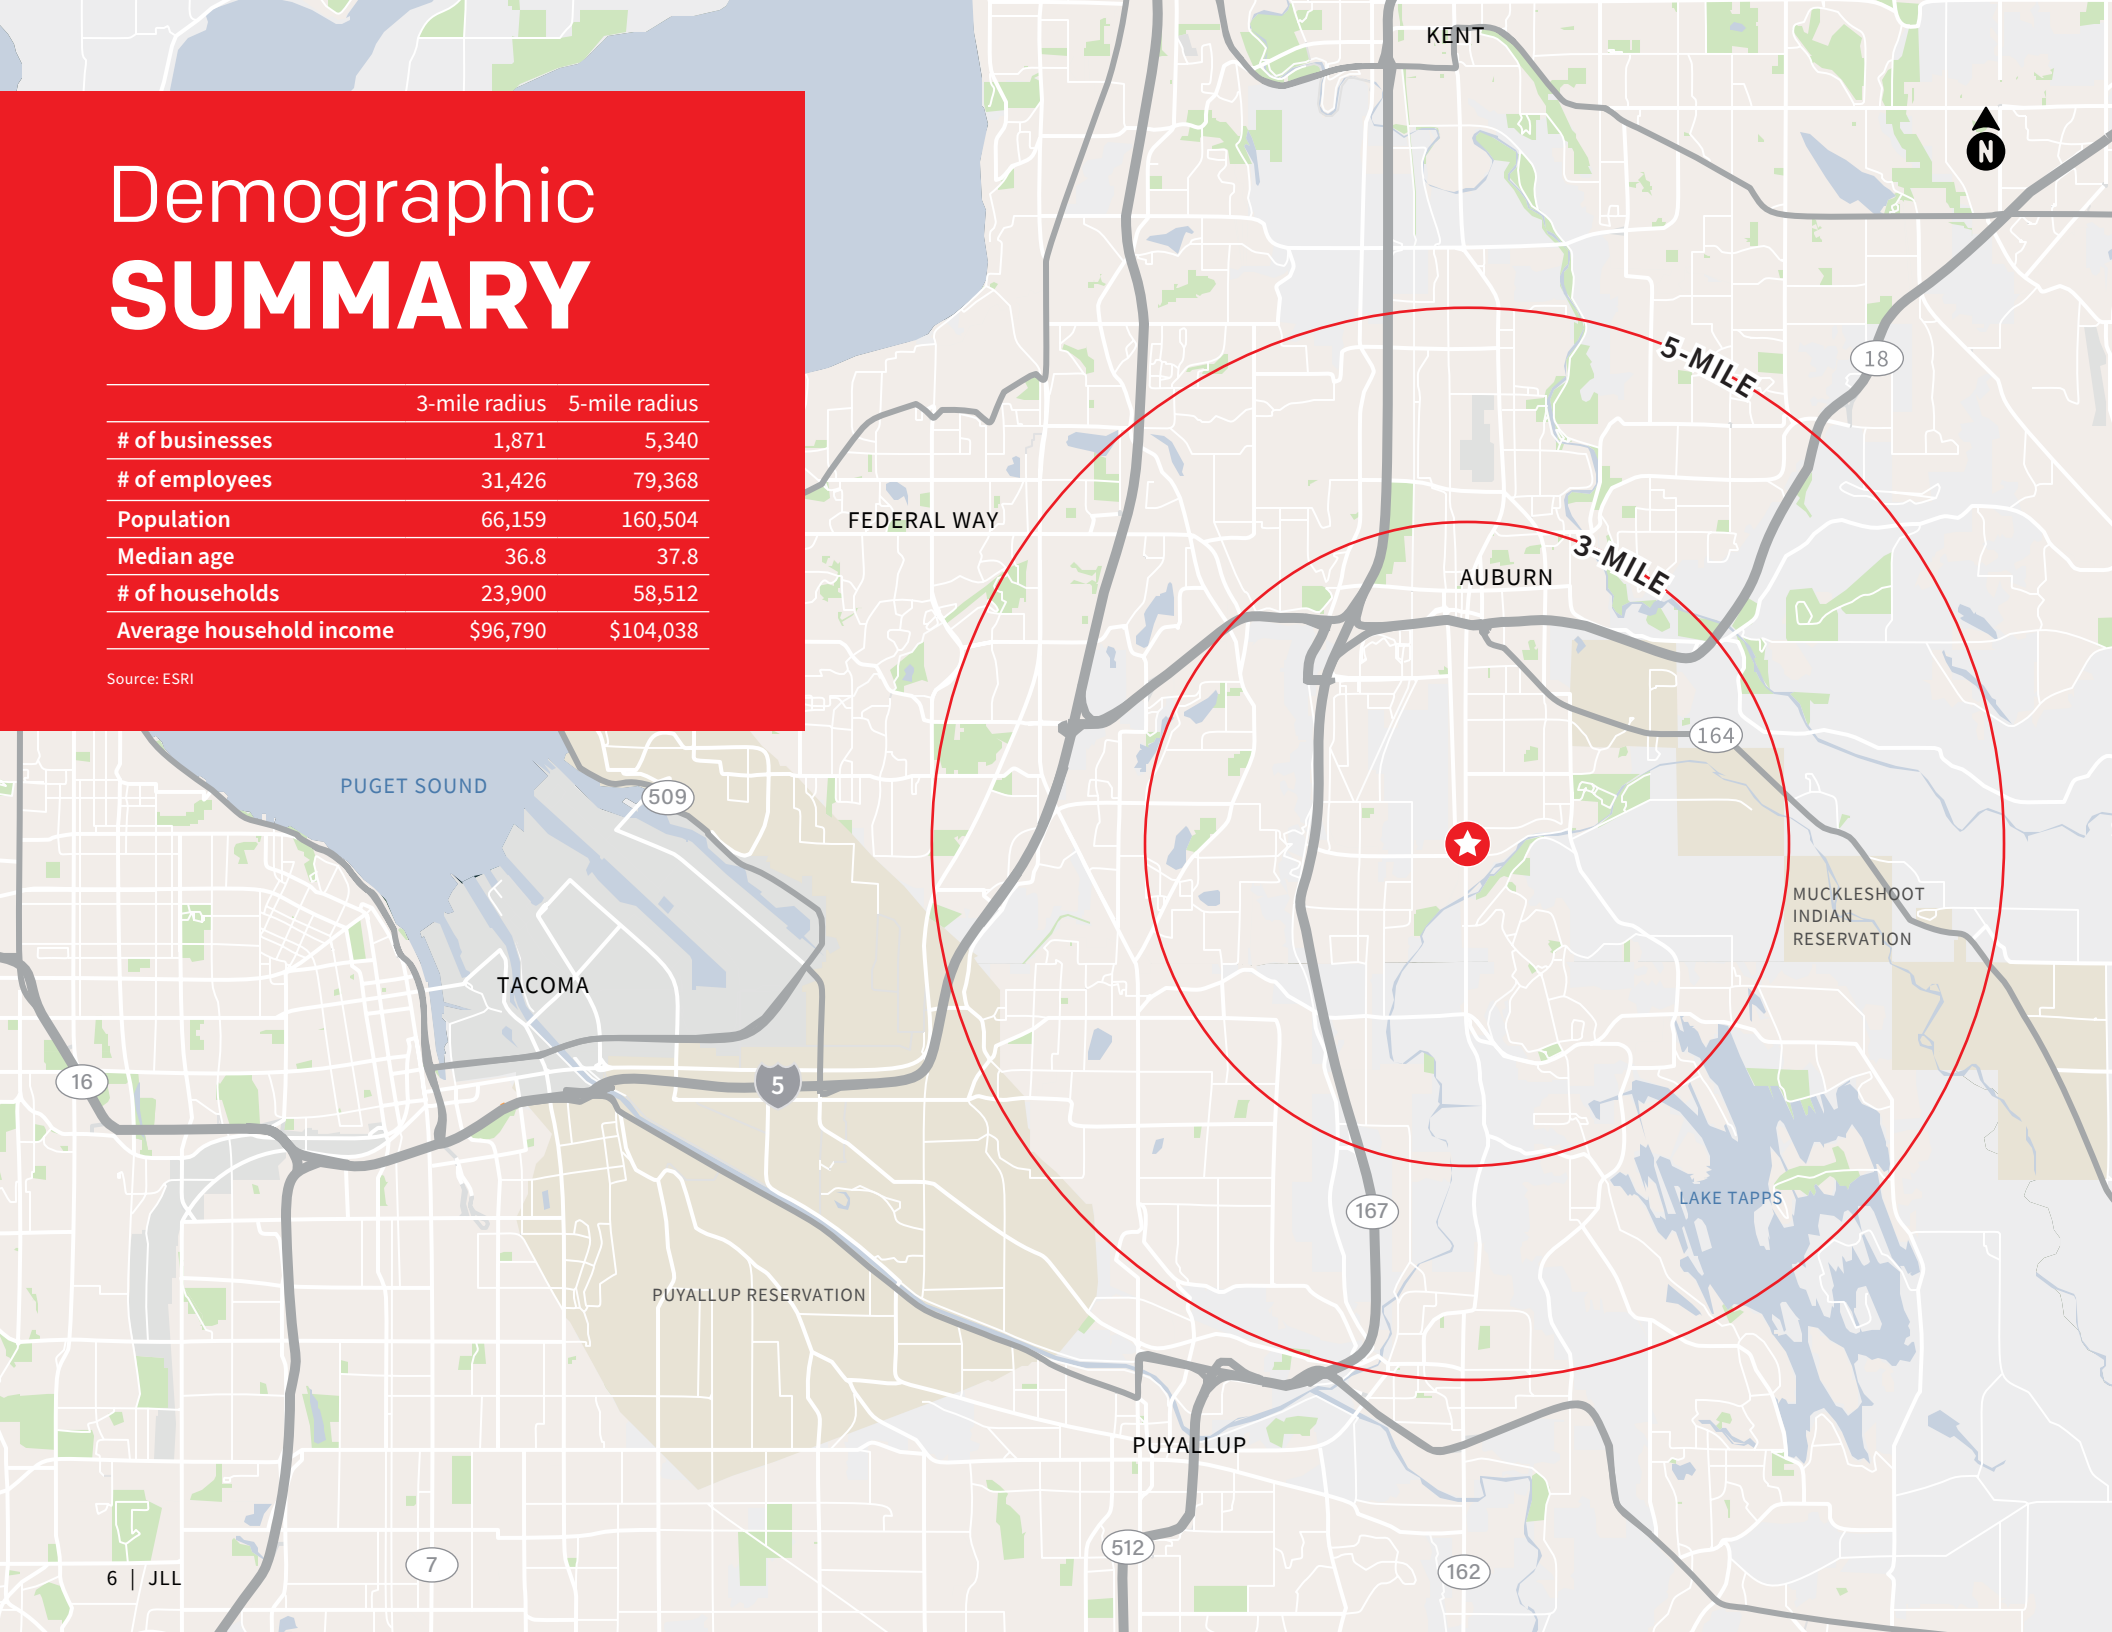 KENT
N
Demographic
SUMMARY
3-mile radius 5-mile radius
# of businesses 1,871 5,340
# of employees 31,426 79,368
Population 66,159 160,504
Median age 36.8 37.8
# of households 23,900 58,512
Average household income $96,790 $104,038
Source: ESRI
5-MILE
18
FEDERAL WAY
3-MILE
AUBURN
164
PUGET SOUND
509
MUCKLESHOOT
INDIAN
RESERVATION
TACOMA
16
5
LAKE TAPPS
167
PUYALLUP RESERVATION
PUYALLUP
512
7
162
6 | JLL